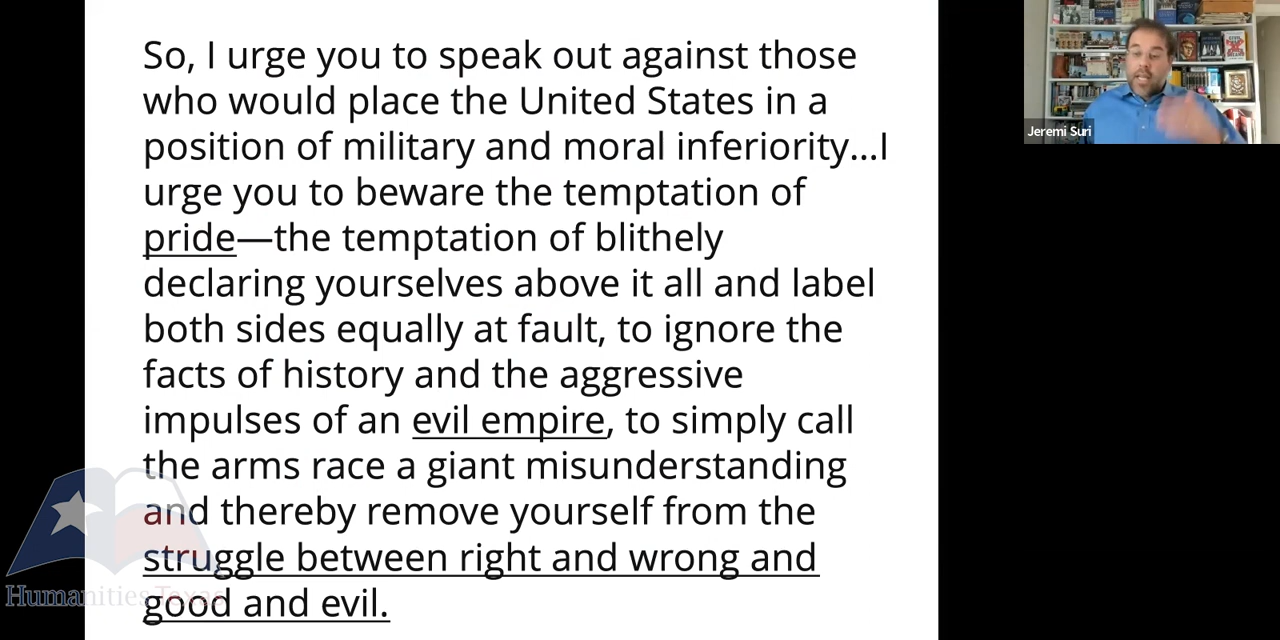 So, I urge you to speak out against those
who would place the United States in a
position of military and moral inferiority…I
urge you to beware the temptation of
pride—the temptation of blithely
declaring yourselves above it all and label
both sides equally at fault, to ignore the
facts of history and the aggressive
impulses of an evil empire, to simply call
the arms race a giant misunderstanding
and thereby remove yourself from the
struggle between right and wrong and
good and evil.
Jeremi Suri
Humanities Texas